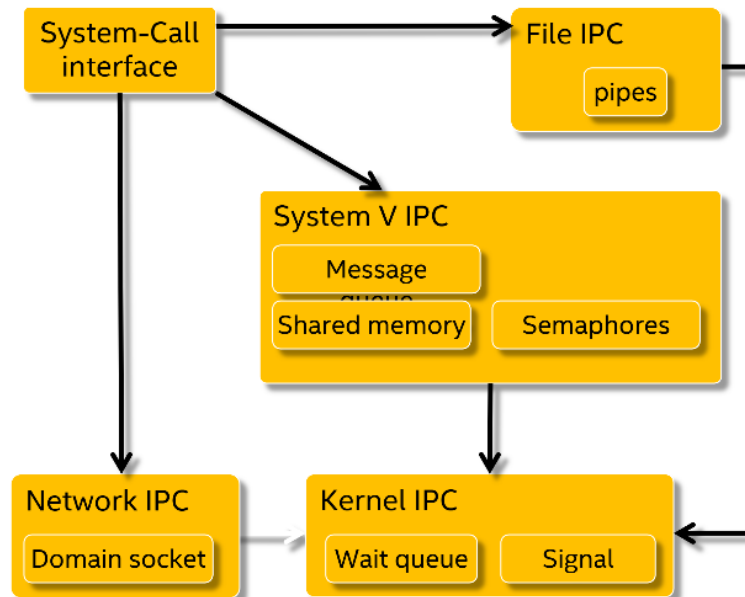 System-Call
interface
File IPC
pipes
System V IPC
Message
queue
Shared memory
Semaphores
Network IPC
Domain socket
Kernel IPC
Wait queue
Signal